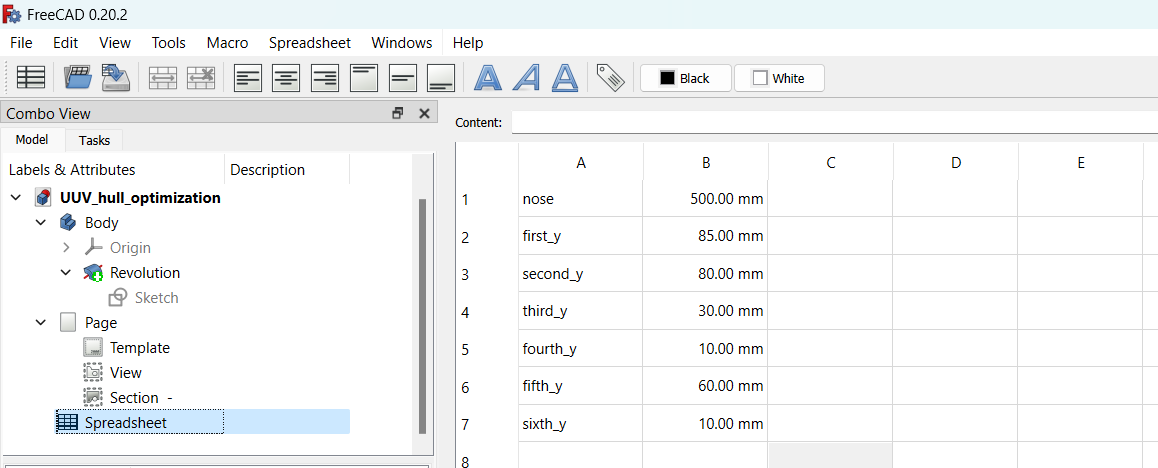 FreeCAD 0.20.2
File Edit View Tools Macro Spreadsheet Windows Help
A A A Black White
Combo View
Content:
Model Tasks
Labels & Attributes Description
A B C D E
UUV_hull_optimization
1 nose 500.00 mm
Body
2 first_y 85.00 mm
Origin
3 second_y 80.00 mm
Revolution
Sketch
4 third_y 30.00 mm
Page
5 fourth_y 10.00 mm
Template
View
6 fifth_y 60.00 mm
Section -
7 sixth_y 10.00 mm
Spreadsheet
8